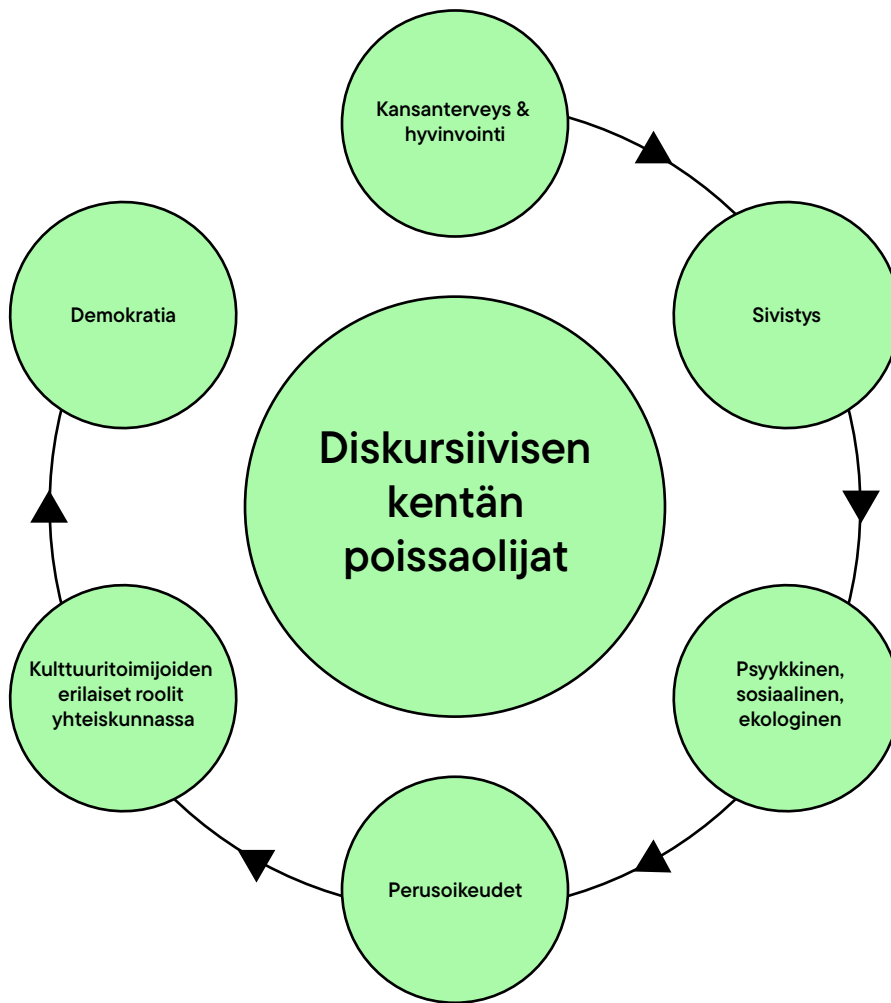 Kansanterveys &
hyvinvointi
Sivistys
Psyykkinen,
sosiaalinen,
ekologinen
Perusoikeudet
Kulttuuritoimijoiden
erilaiset roolit
yhteiskunnassa
Demokratia
Diskursiivisen
kentän
poissaolijat